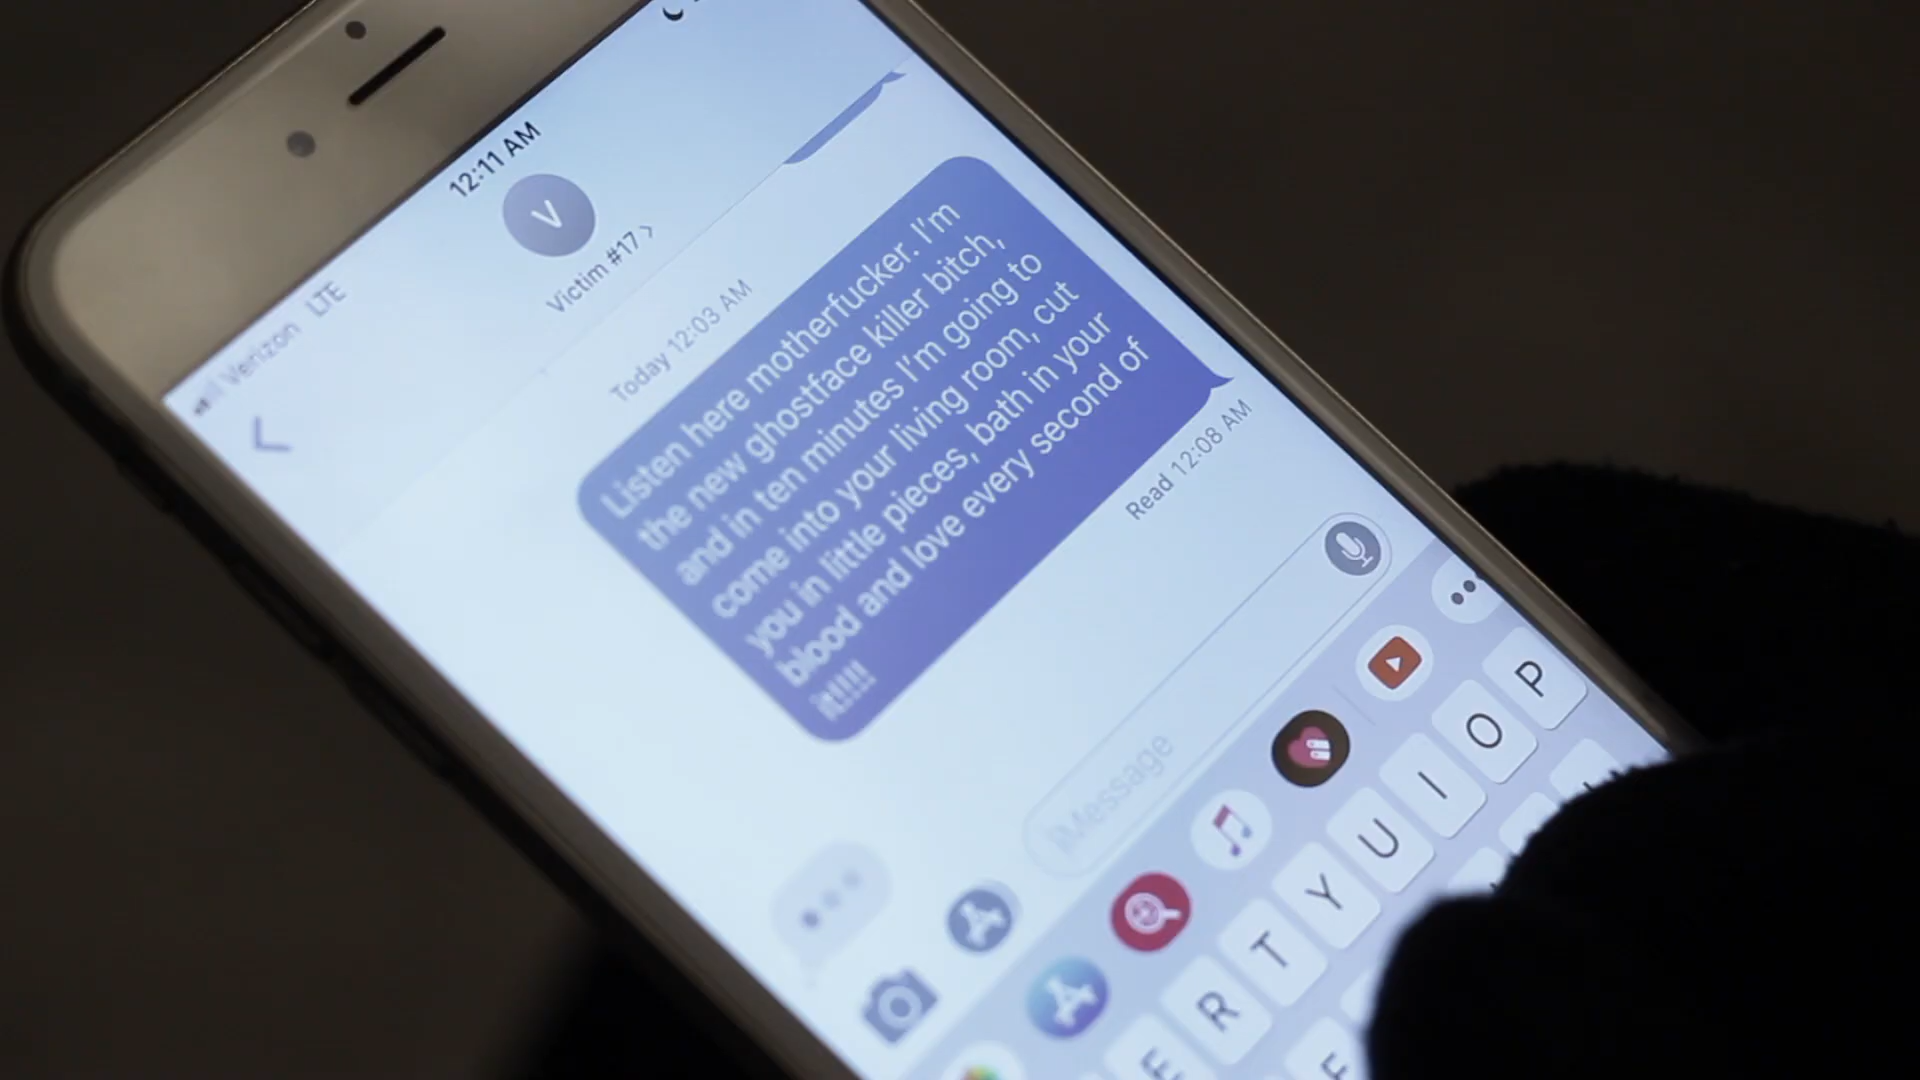 Verizon LTE
12:11 AM
V
Victim #17 >
Today 12:03 AM
Listen here motherfucker. I'm
the new ghostface killer bitch,
and in ten minutes I'm going to
come into your living room, cut
you in little pieces, bath in your
blood and love every second of
it!!!!
Read 12:08 AM
iMessage
E R T Y U I O P
F